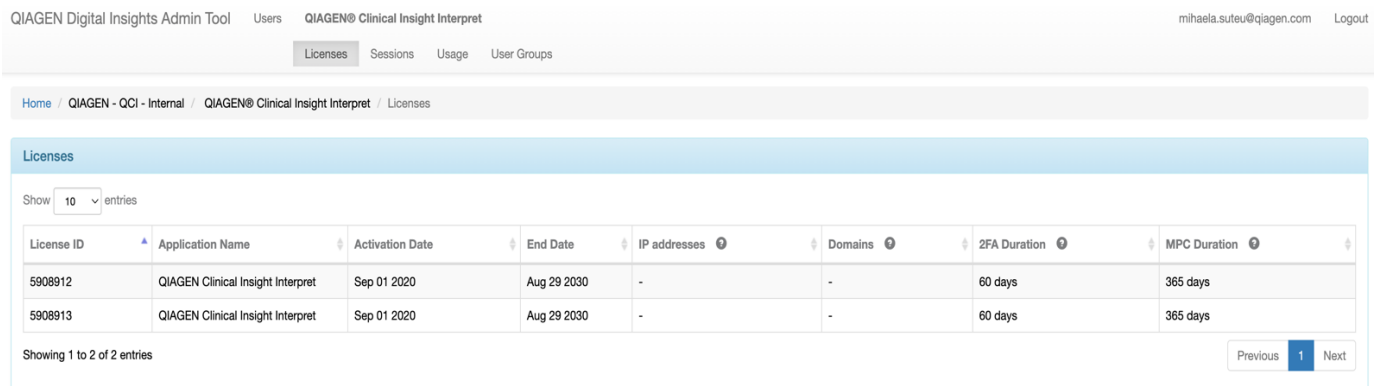 QIAGEN Digital Insights Admin Tool Users QIAGEN® Clinical Insight Interpret mihaela.suteu@qiagen.com Logout
Licenses Sessions Usage User Groups
Home / QIAGEN - QCI - Internal / QIAGEN® Clinical Insight Interpret / Licenses
Licenses
Show 10 entries
License ID Application Name Activation Date End Date IP addresses ? Domains ? 2FA Duration ? MPC Duration ?
5908912 QIAGEN Clinical Insight Interpret Sep 01 2020 Aug 29 2030 - - 60 days 365 days
5908913 QIAGEN Clinical Insight Interpret Sep 01 2020 Aug 29 2030 - - 60 days 365 days
Showing 1 to 2 of 2 entries Previous 1 Next